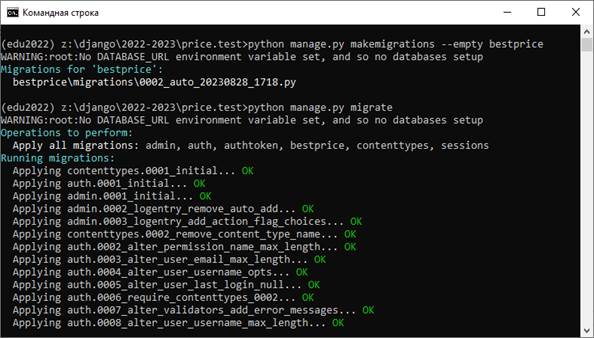 Командная строка
(edu2022) z:\django\2022-2023\price.test>python manage.py makemigrations --empty bestprice
WARNING:root:No DATABASE_URL environment variable set, and so no databases setup
Migrations for 'bestprice':
  bestprice\migrations\0002_auto_20230828_1718.py
(edu2022) z:\django\2022-2023\price.test>python manage.py migrate
WARNING:root:No DATABASE_URL environment variable set, and so no databases setup
Operations to perform:
  Apply all migrations: admin, auth, authtoken, bestprice, contenttypes, sessions
Running migrations:
  Applying contenttypes.0001_initial... OK
  Applying auth.0001_initial... OK
  Applying admin.0001_initial... OK
  Applying admin.0002_logentry_remove_auto_add... OK
  Applying admin.0003_logentry_add_action_flag_choices... OK
  Applying contenttypes.0002_remove_content_type_name... OK
  Applying auth.0002_alter_permission_name_max_length... OK
  Applying auth.0003_alter_user_email_max_length... OK
  Applying auth.0004_alter_user_username_opts... OK
  Applying auth.0005_alter_user_last_login_null... OK
  Applying auth.0006_require_contenttypes_0002... OK
  Applying auth.0007_alter_validators_add_error_messages... OK
  Applying auth.0008_alter_user_username_max_length... OK